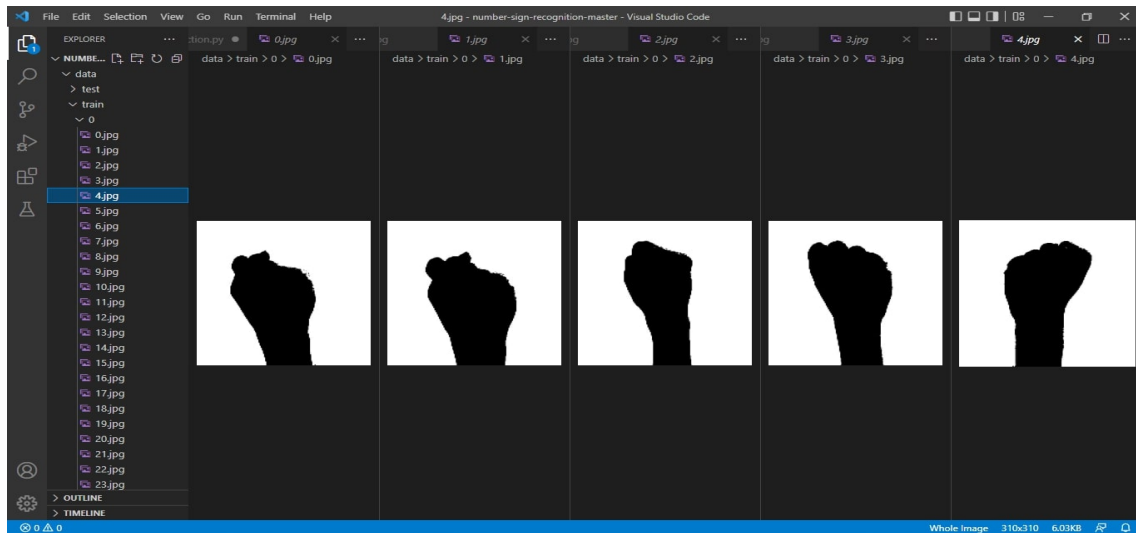 File Edit Selection View Go Run Terminal Help
4.jpg - number-sign-recognition-master - Visual Studio Code
EXPLORER
NUMBE...
data
test
train
0
0.jpg
1.jpg
2.jpg
3.jpg
4.jpg
5.jpg
6.jpg
7.jpg
8.jpg
9.jpg
10.jpg
11.jpg
12.jpg
13.jpg
14.jpg
15.jpg
16.jpg
17.jpg
18.jpg
19.jpg
20.jpg
21.jpg
22.jpg
23.jpg
OUTLINE
TIMELINE
tion.py
0.jpg
data > train > 0 > 0.jpg
1.jpg
data > train > 0 > 1.jpg
2.jpg
data > train > 0 > 2.jpg
3.jpg
data > train > 0 > 3.jpg
4.jpg
data > train > 0 > 4.jpg
0 0
Whole Image 310x310 6.03KB